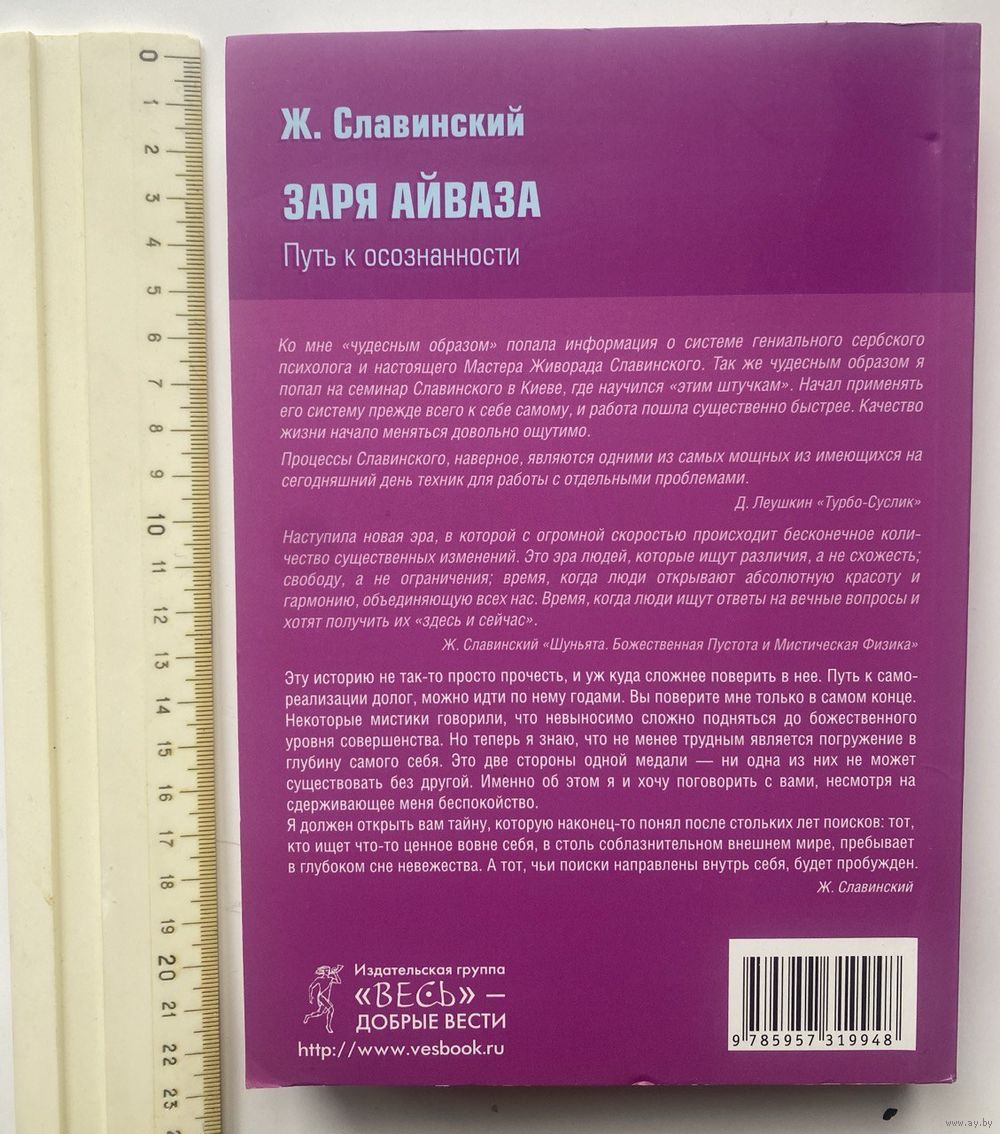 0
1
2
3
4
5
6
7
8
9
10
11
12
13
14
15
16
17
18
19
20
21
22
23
Ж. Славинский
ЗАРЯ АЙВАЗА
Путь к осознанности
Ко мне «чудесным образом» попала информация о системе гениального сербского
психолога и настоящего Мастера Живорада Славинского. Так же чудесным образом я
попал на семинар Славинского в Киеве, где научился «этим штучкам». Начал применять
его систему прежде всего к себе самому, и работа пошла существенно быстрее. Качество
жизни начало меняться довольно ощутимо.
Процессы Славинского, наверное, являются одними из самых мощных из имеющихся на
сегодняшний день техник для работы с отдельными проблемами.
Д. Леушкин «Турбо-Суслик»
Наступила новая эра, в которой с огромной скоростью происходит бесконечное коли-
чество существенных изменений. Это эра людей, которые ищут различия, а не схожесть;
свободу, а не ограничения; время, когда люди открывают абсолютную красоту и
гармонию, объединяющую всех нас. Время, когда люди ищут ответы на вечные вопросы и
хотят получить их «здесь и сейчас».
Ж. Славинский «Шуньята. Божественная Пустота и Мистическая Физика»
Эту историю не так-то просто прочесть, и уж куда сложнее поверить в нее. Путь к само-
реализации долог, можно идти по нему годами. Вы поверите мне только в самом конце.
Некоторые мистики говорили, что невыносимо сложно подняться до божественного
уровня совершенства. Но теперь я знаю, что не менее трудным является погружение в
глубину самого себя. Это две стороны одной медали — ни одна из них не может
существовать без другой. Именно об этом я и хочу поговорить с вами, несмотря на
сдерживающее меня беспокойство.
Я должен открыть вам тайну, которую наконец-то понял после стольких лет поисков: тот,
кто ищет что-то ценное вовне себя, в столь соблазнительном внешнем мире, пребывает
в глубоком сне невежества. А тот, чьи поиски направлены внутрь себя, будет пробужден.
Ж. Славинский
Издательская группа
«ВЕСЬ» —
ДОБРЫЕ ВЕСТИ
http://www.vesbook.ru
9 785957 319948
www.ay.by